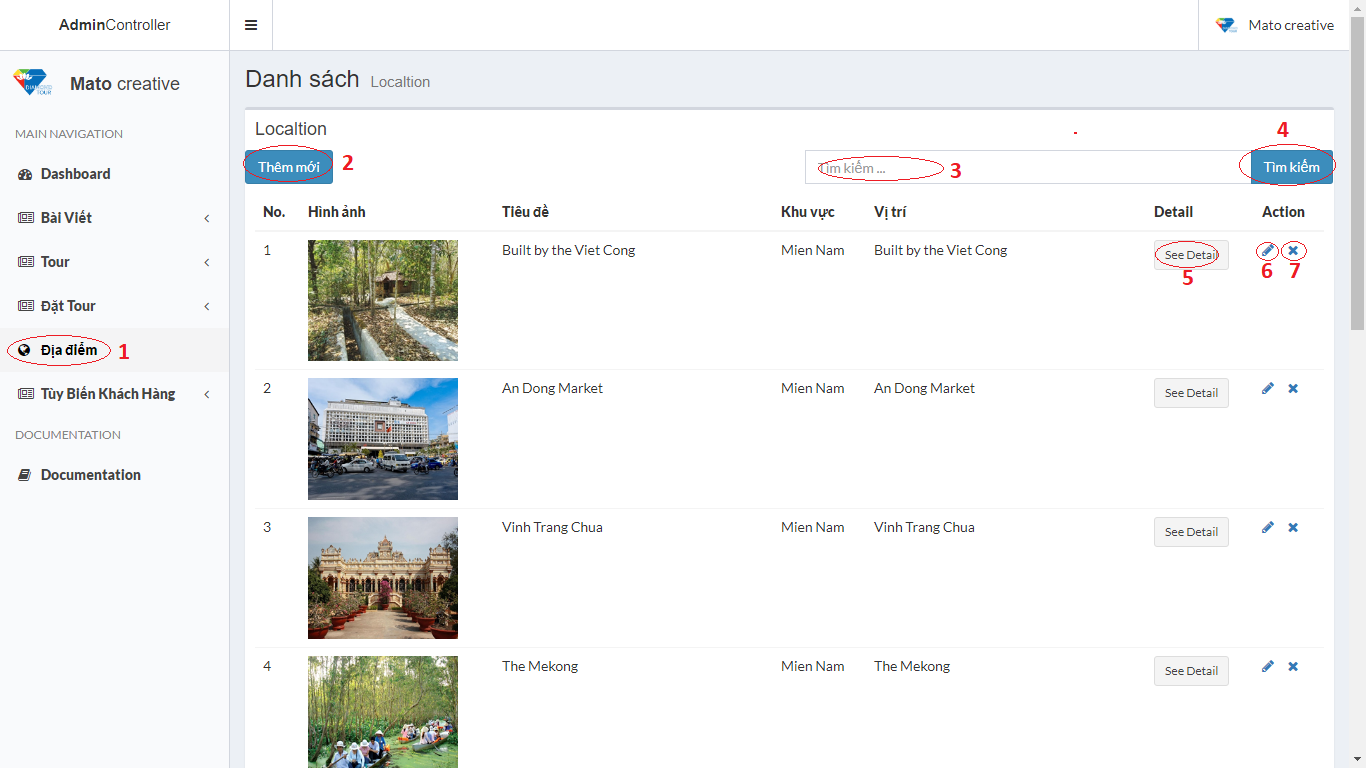 AdminController
Mato creative
DIAMOND TOUR
Mato creative
MAIN NAVIGATION
Dashboard
Bài Viết
Tour
Đặt Tour
Địa điểm 1
Tùy Biến Khách Hàng
DOCUMENTATION
Documentation
Danh sách Localtion
Localtion
4
Thêm mới 2 Tìm kiếm ... 3 Tìm kiếm
No. Hình ảnh Tiêu đề Khu vực Vị trí Detail Action
1 Built by the Viet Cong Mien Nam Built by the Viet Cong See Detail
5 6 7
2 An Dong Market Mien Nam An Dong Market See Detail
3 Vinh Trang Chua Mien Nam Vinh Trang Chua See Detail
4 The Mekong Mien Nam The Mekong See Detail